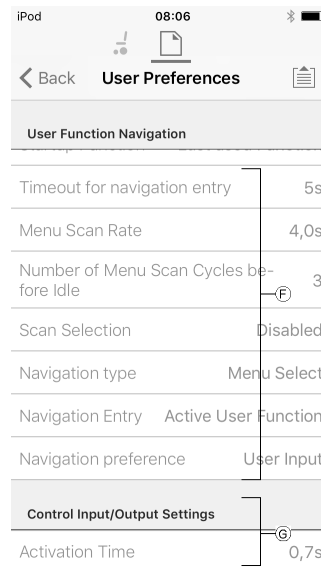 iPod 08:06
Back User Preferences
User Function Navigation
Timeout for navigation entry 5s
Menu Scan Rate 4,0s
Number of Menu Scan Cycles be-
fore Idle 3
F
Scan Selection Disabled
Navigation type Menu Select
Navigation Entry Active User Function
Navigation preference User Input
Control Input/Output Settings
G
Activation Time 0,7s